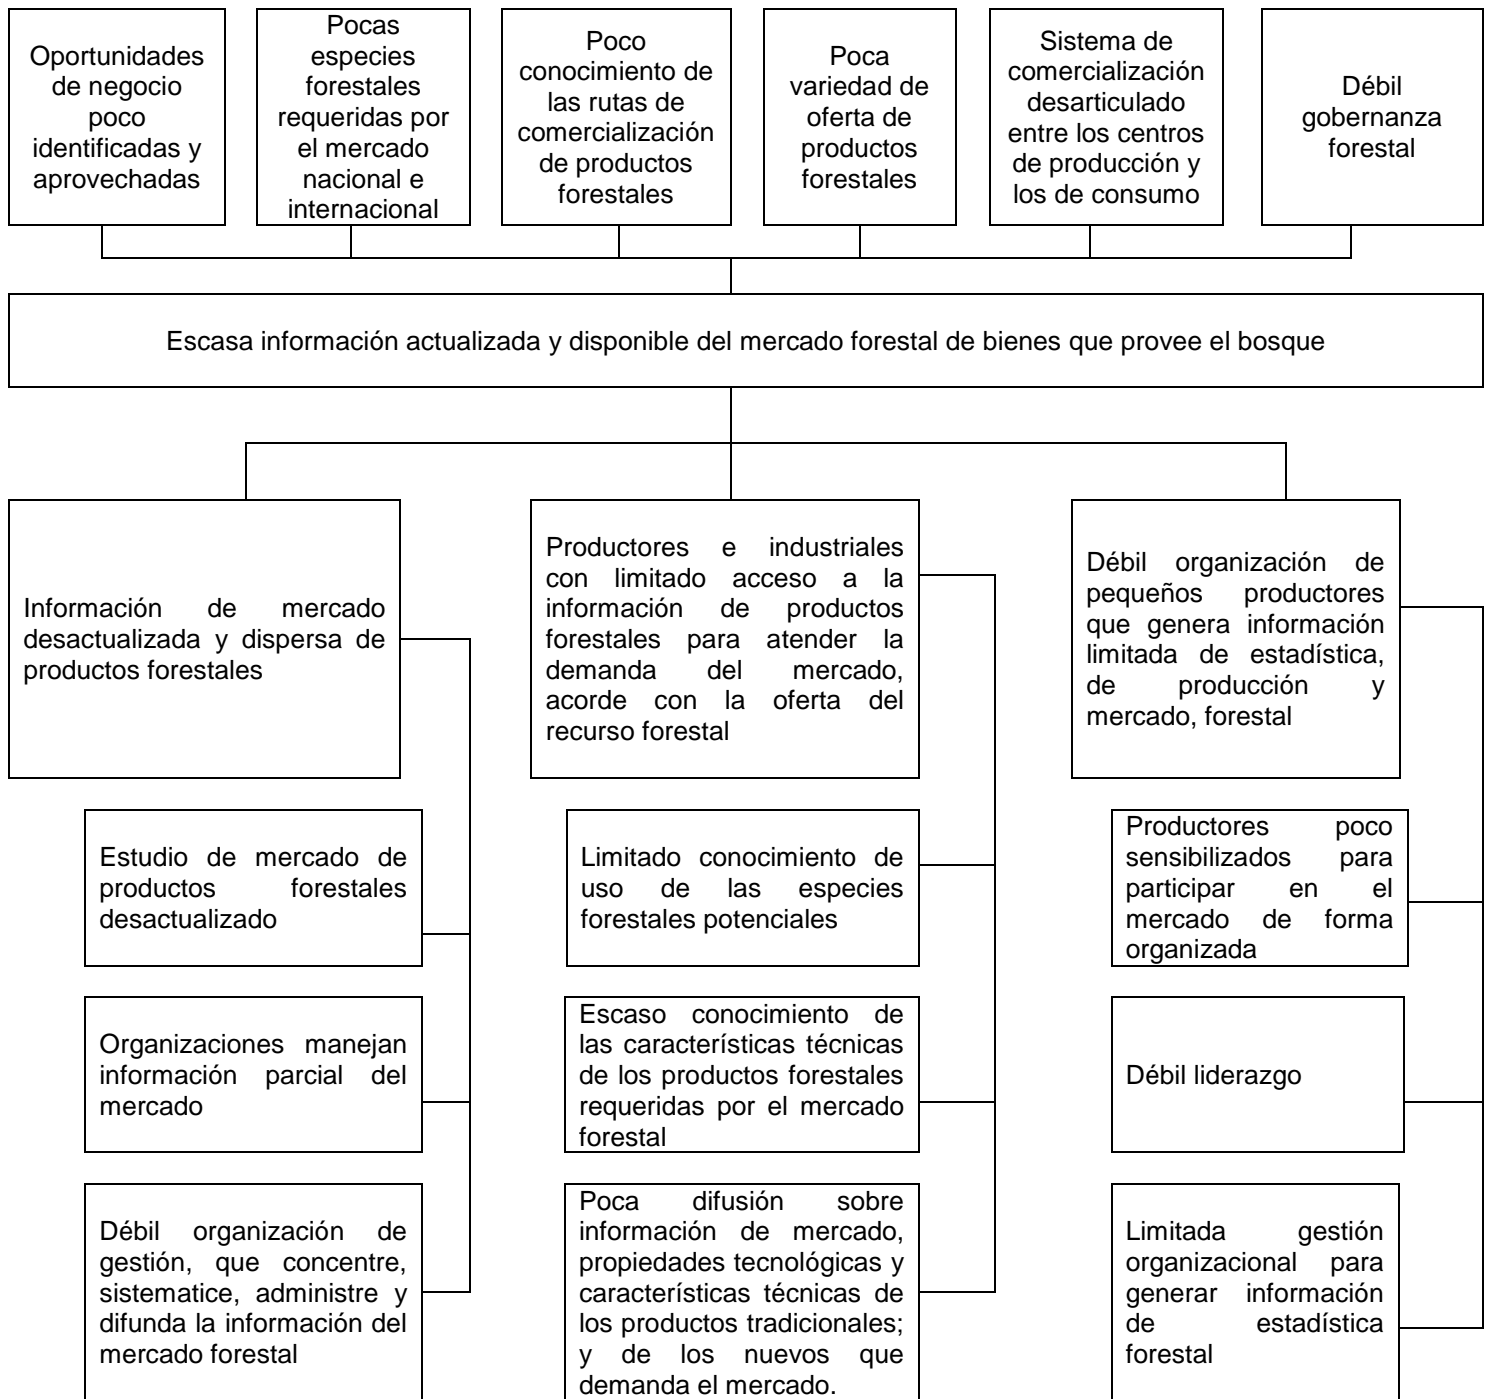 Oportunidades
de negocio
poco
identificadas y
aprovechadas
Pocas
especies
forestales
requeridas por
el mercado
nacional e
internacional
Poco
conocimiento de
las rutas de
comercialización
de productos
forestales
Poca
variedad de
oferta de
productos
forestales
Sistema de
comercialización
desarticulado
entre los centros
de producción y
los de consumo
Débil
gobernanza
forestal
Escasa información actualizada y disponible del mercado forestal de bienes que provee el bosque
Información de mercado
desactualizada y dispersa de
productos forestales
Productores e industriales
con limitado acceso a la
información de productos
forestales para atender la
demanda del mercado,
acorde con la oferta del
recurso forestal
Débil organización de
pequeños productores
que genera información
limitada de estadística,
de producción y
mercado, forestal
Estudio de mercado de
productos forestales
desactualizado
Limitado conocimiento de
uso de las especies
forestales potenciales
Productores poco
sensibilizados para
participar en el
mercado de forma
organizada
Organizaciones manejan
información parcial del
mercado
Escaso conocimiento de
las características técnicas
de los productos forestales
requeridas por el mercado
forestal
Débil liderazgo
Débil organización de
gestión, que concentre,
sistematice, administre y
difunda la información del
mercado forestal
Poca difusión sobre
información de mercado,
propiedades tecnológicas y
características técnicas de
los productos tradicionales;
y de los nuevos que
demanda el mercado.
Limitada gestión
organizacional para
generar información
de estadística
forestal